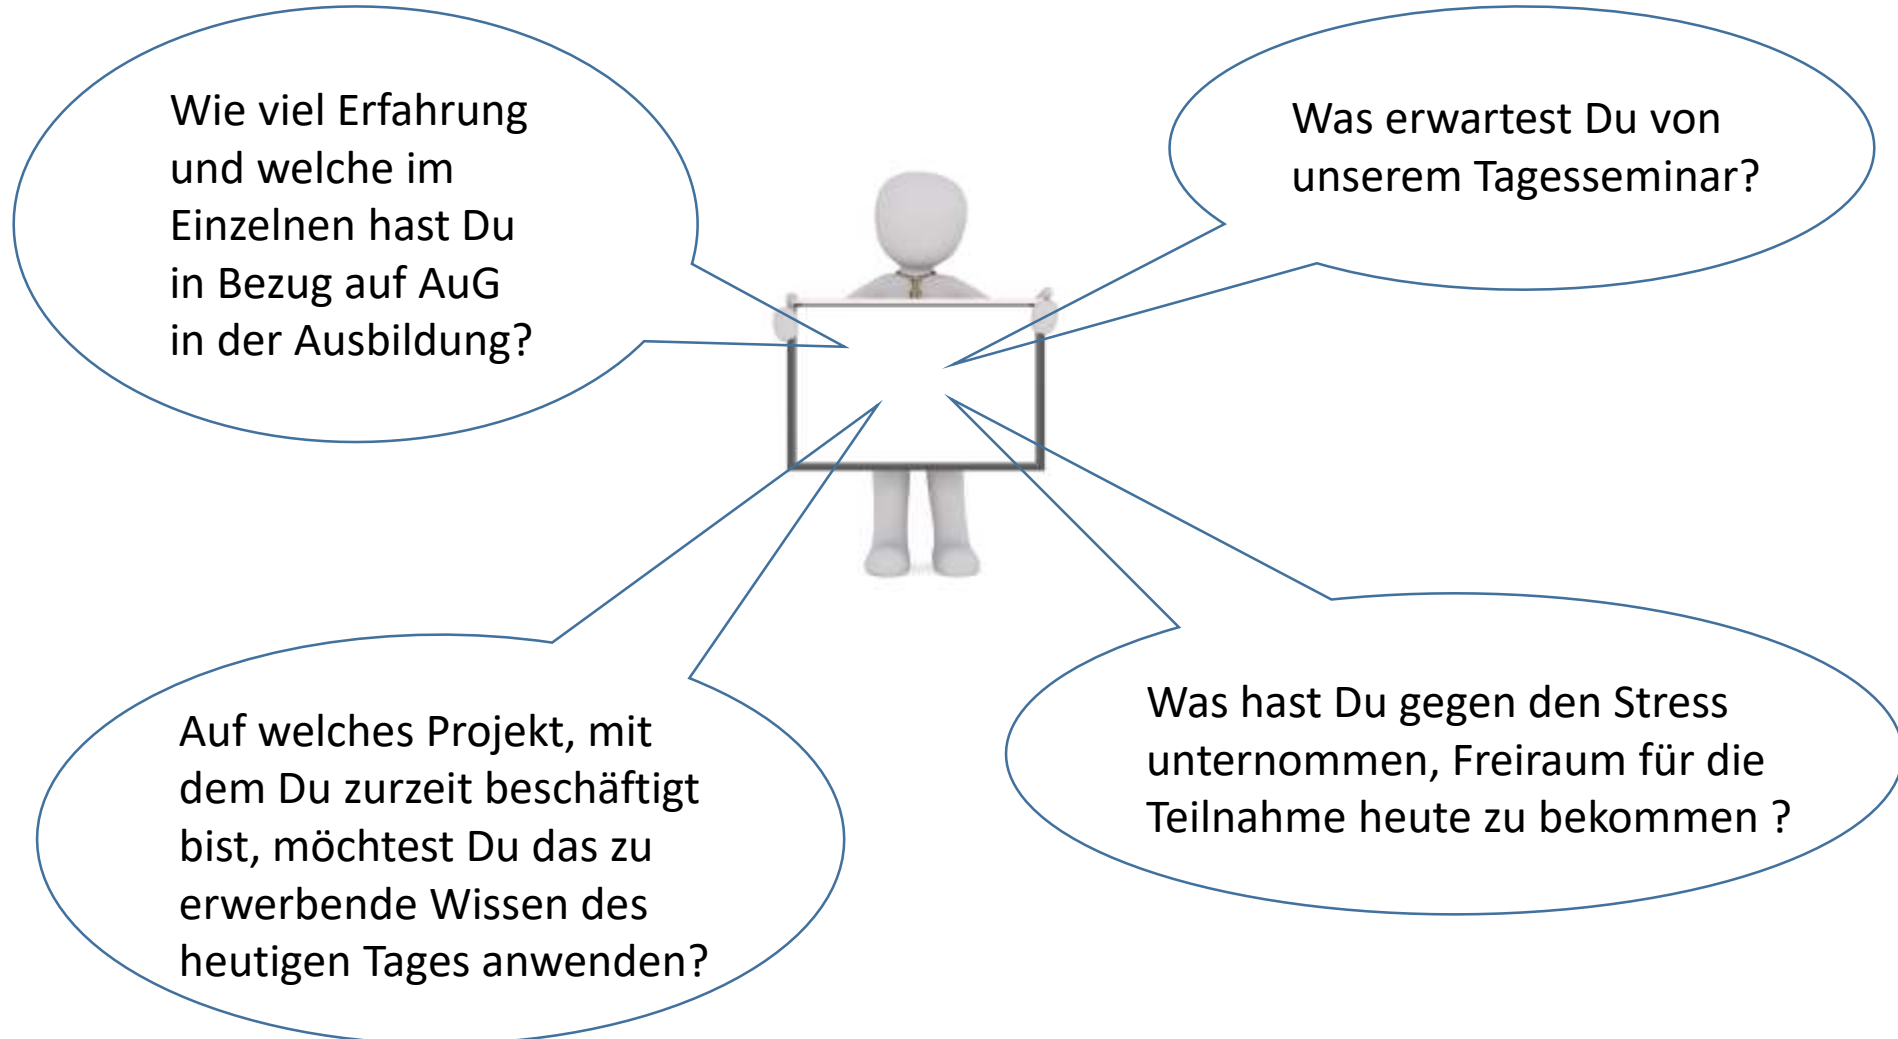 Wie viel Erfahrung
und welche im
Einzelnen hast Du
in Bezug auf AuG
in der Ausbildung?
Was erwartest Du von
unserem Tagesseminar?
Auf welches Projekt, mit
dem Du zurzeit beschäftigt
bist, möchtest Du das zu
erwerbende Wissen des
heutigen Tages anwenden?
Was hast Du gegen den Stress
unternommen, Freiraum für die
Teilnahme heute zu bekommen ?